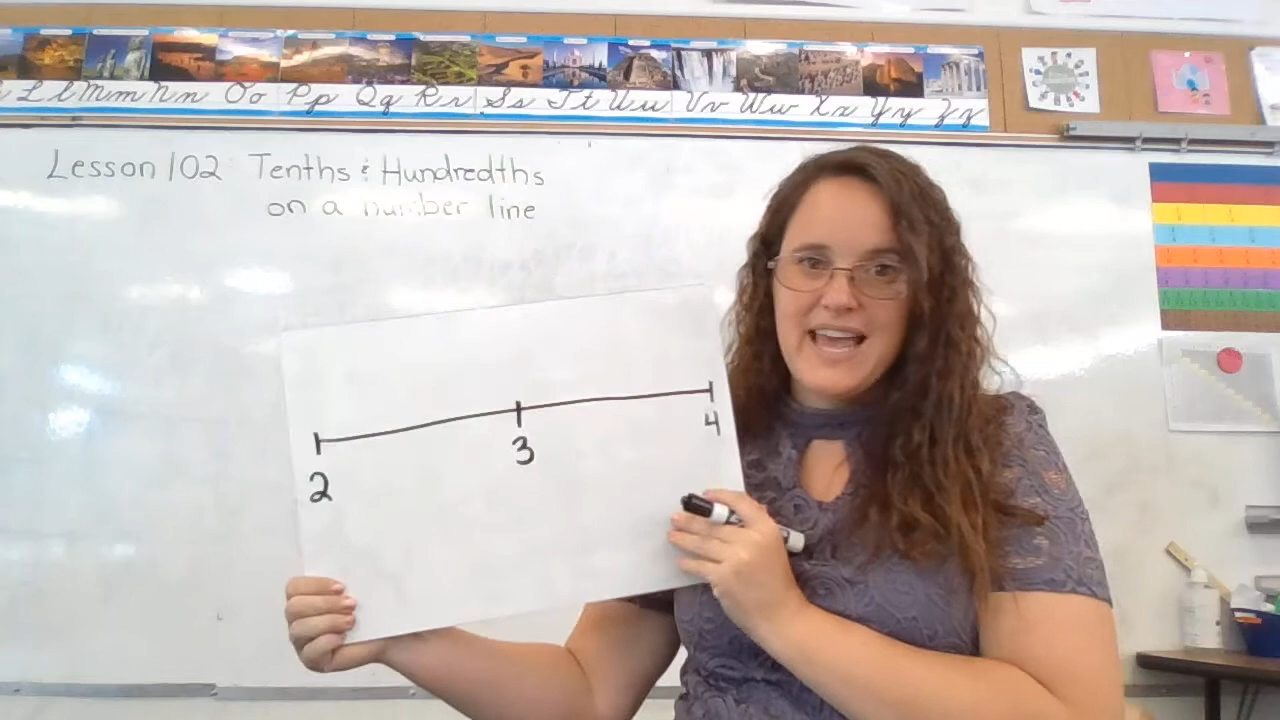 Ll Mm Nn Oo Pp Qq Rr Ss Tt Uu Vv Ww Xx Yy Zz
Lesson 102: Tenths & Hundredths
on a number line
2 3 4